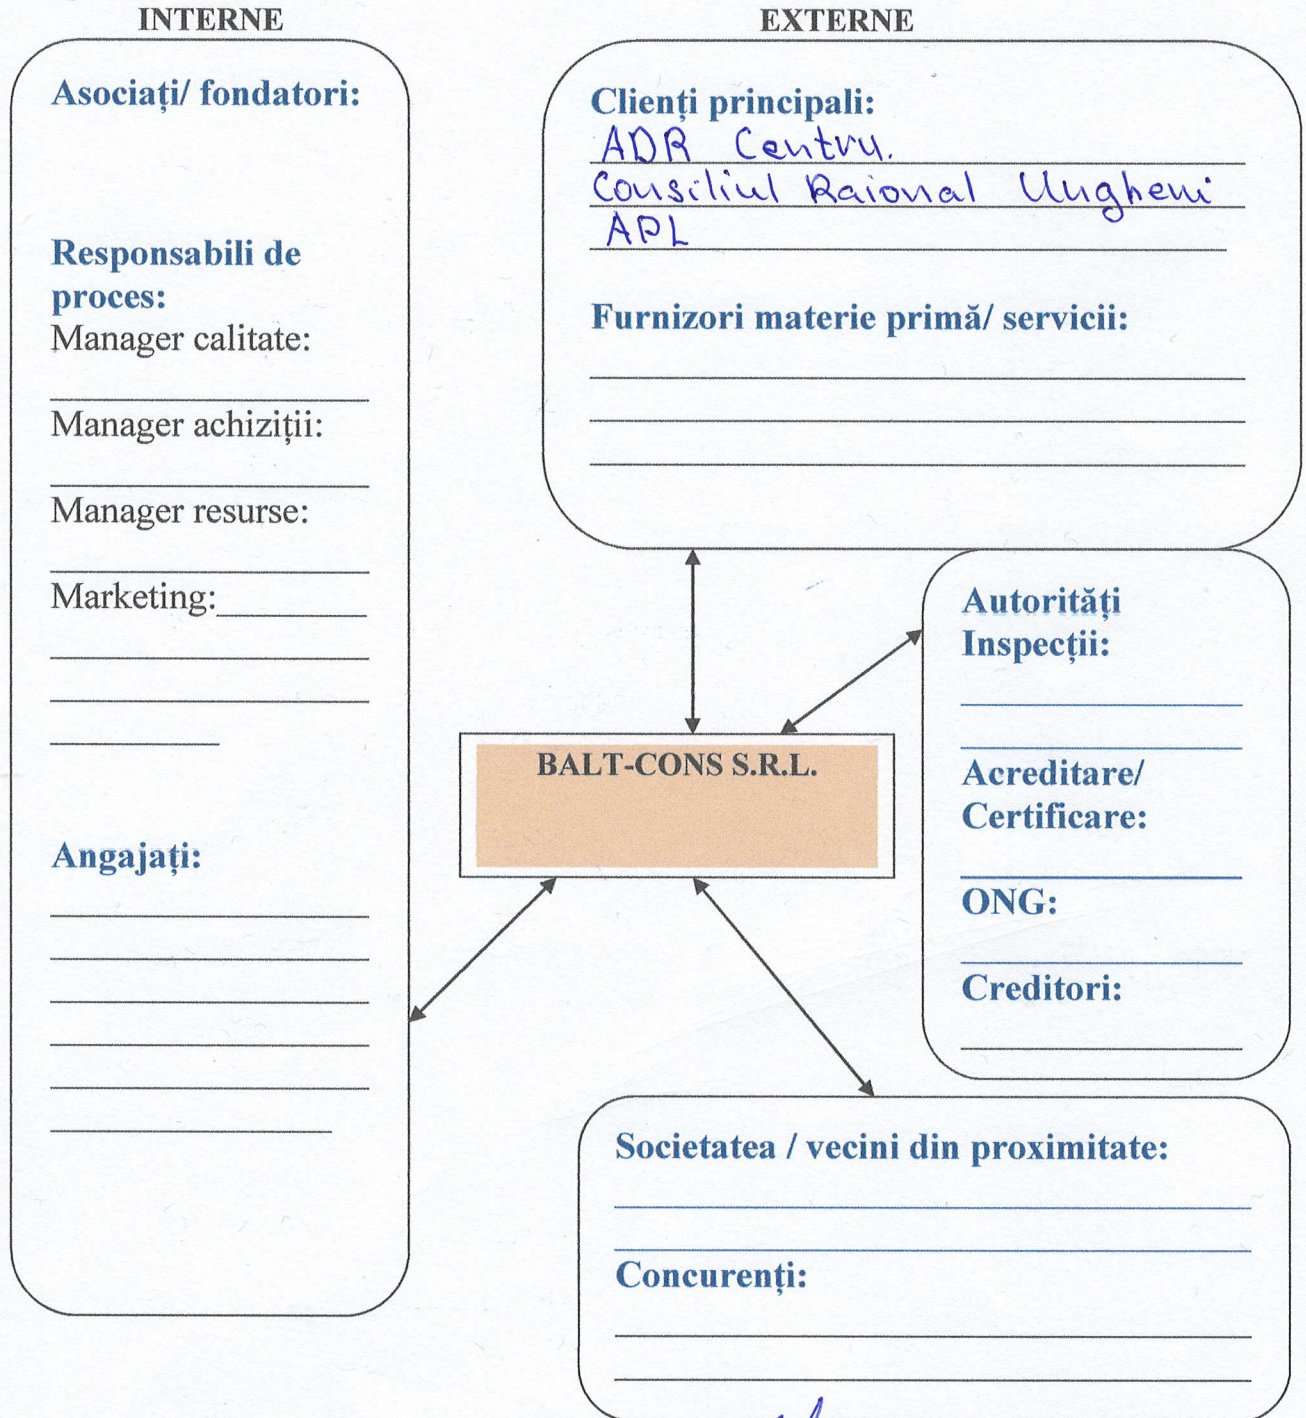 INTERNE
Asociați/ fondatori:
Responsabili de
proces:
Manager calitate:
Manager achiziții:
Manager resurse:
Marketing:
Angajați:
EXTERNE
Clienți principali:
ADR Centru.
Consiliul Raional Ungheni
APL
Furnizori materie primă/ servicii:
Autorități
Inspecții:
Acreditare/
Certificare:
ONG:
Creditori:
BALT-CONS S.R.L.
Societatea / vecini din proximitate:
Concurenți: